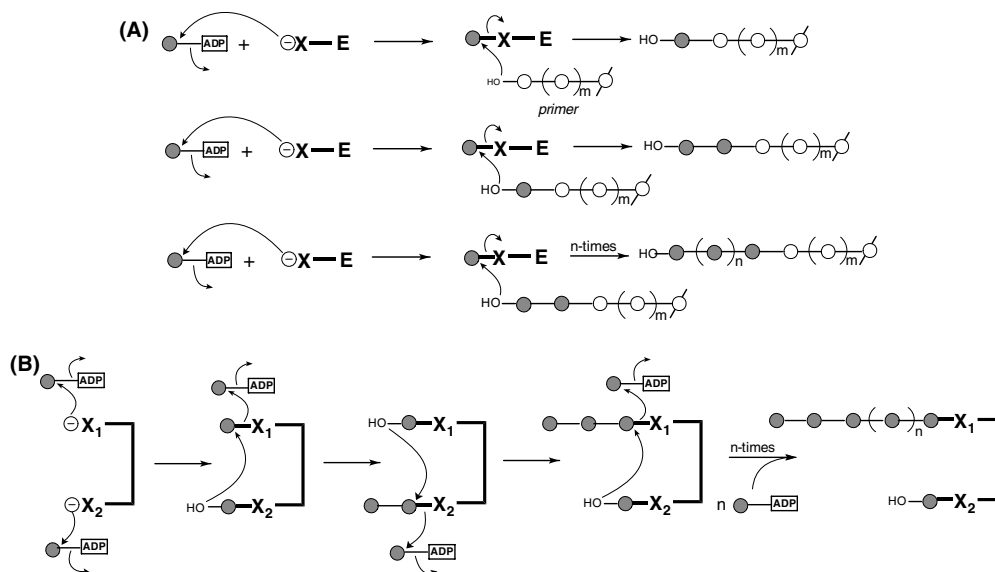 (A)
ADP + ⊖X—E X—E HO m
HO m
primer
ADP + ⊖X—E X—E HO m
HO m
ADP + ⊖X—E X—E n-times HO n m
HO m
(B)
ADP ADP ADP
⊖X₁ X₁ HO X₁ X₁ n X₁
n-times
⊖X₂ HO X₂ X₂ HO X₂ n ADP HO X₂
ADP ADP